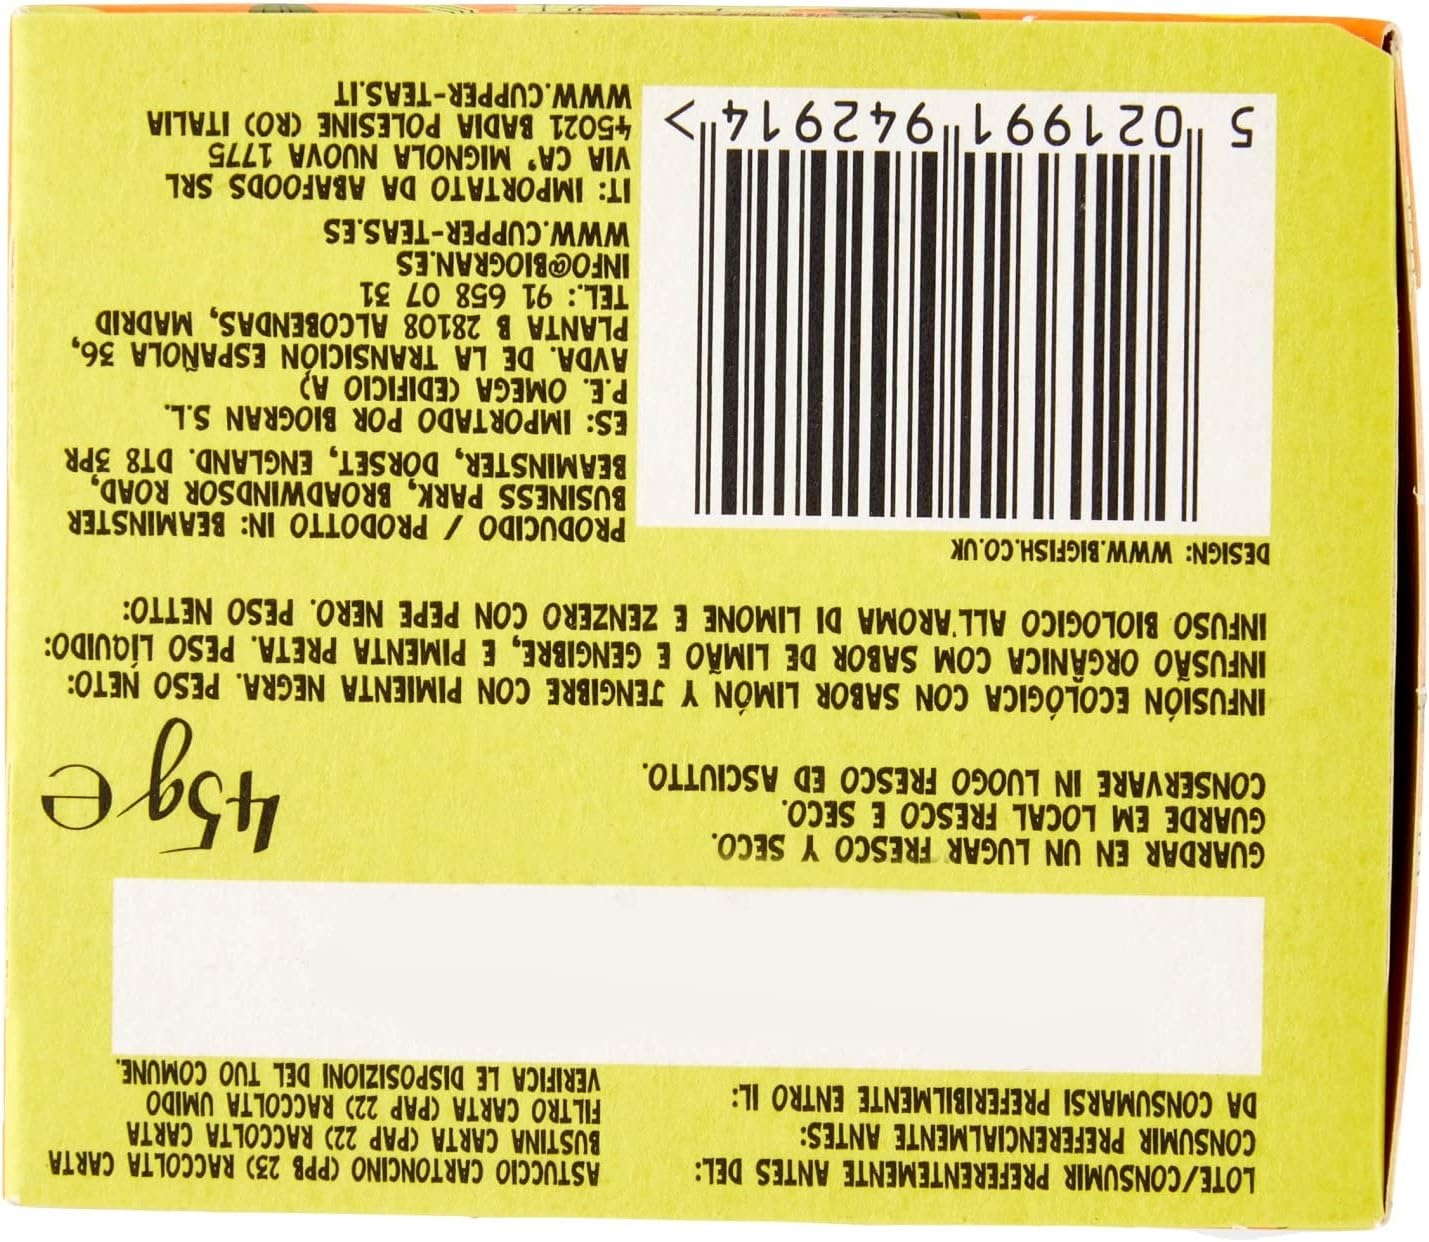 LOTE/CONSUMIR PREFERENTEMENTE ANTES DEL:
CONSUMIR PREFERENCIALMENTE ANTES:
DA CONSUMARSI PREFERIBILMENTE ENTRO IL:
ASTUCCIO CARTONCINO (PPB 23) RACCOLTA CARTA
BUSTINA CARTA (PAP 22) RACCOLTA CARTA
FILTRO CARTA (PAP 22) RACCOLTA UMIDO
VERIFICA LE DISPOSIZIONI DEL TUO COMUNE.
GUARDAR EN UN LUGAR FRESCO Y SECO.
GUARDE EM LOCAL FRESCO E SECO.
CONSERVARE IN LUOGO FRESCO ED ASCIUTTO.
45g e
INFUSIÓN ECOLÓGICA CON SABOR LIMÓN Y JENGIBRE CON PIMIENTA NEGRA. PESO NETO:
INFUSÃO ORGÂNICA COM SABOR DE LIMÃO E GENGIBRE, E PIMENTA PRETA. PESO LÍQUIDO:
INFUSO BIOLOGICO ALL'AROMA DI LIMONE E ZENZERO CON PEPE NERO. PESO NETTO:
DESIGN: WWW.BIGFISH.CO.UK
5 021991 942914 >
PRODUCIDO / PRODOTTO IN: BEAMINSTER
BUSINESS PARK, BROADWINDSOR ROAD,
BEAMINSTER, DORSET, ENGLAND. DT8 3PR
ES: IMPORTADO POR BIOGRAN S.L.
P.E. OMEGA (EDIFICIO A)
AVDA. DE LA TRANSICIÓN ESPAÑOLA 36,
PLANTA B 28108 ALCOBENDAS, MADRID
TEL.: 91 658 07 31
INFO@BIOGRAN.ES
WWW.CUPPER-TEAS.ES
IT: IMPORTATO DA ABAFOODS SRL
VIA CA' MIGNOLA NUOVA 1775
45021 BADIA POLESINE (RO) ITALIA
WWW.CUPPER-TEAS.IT